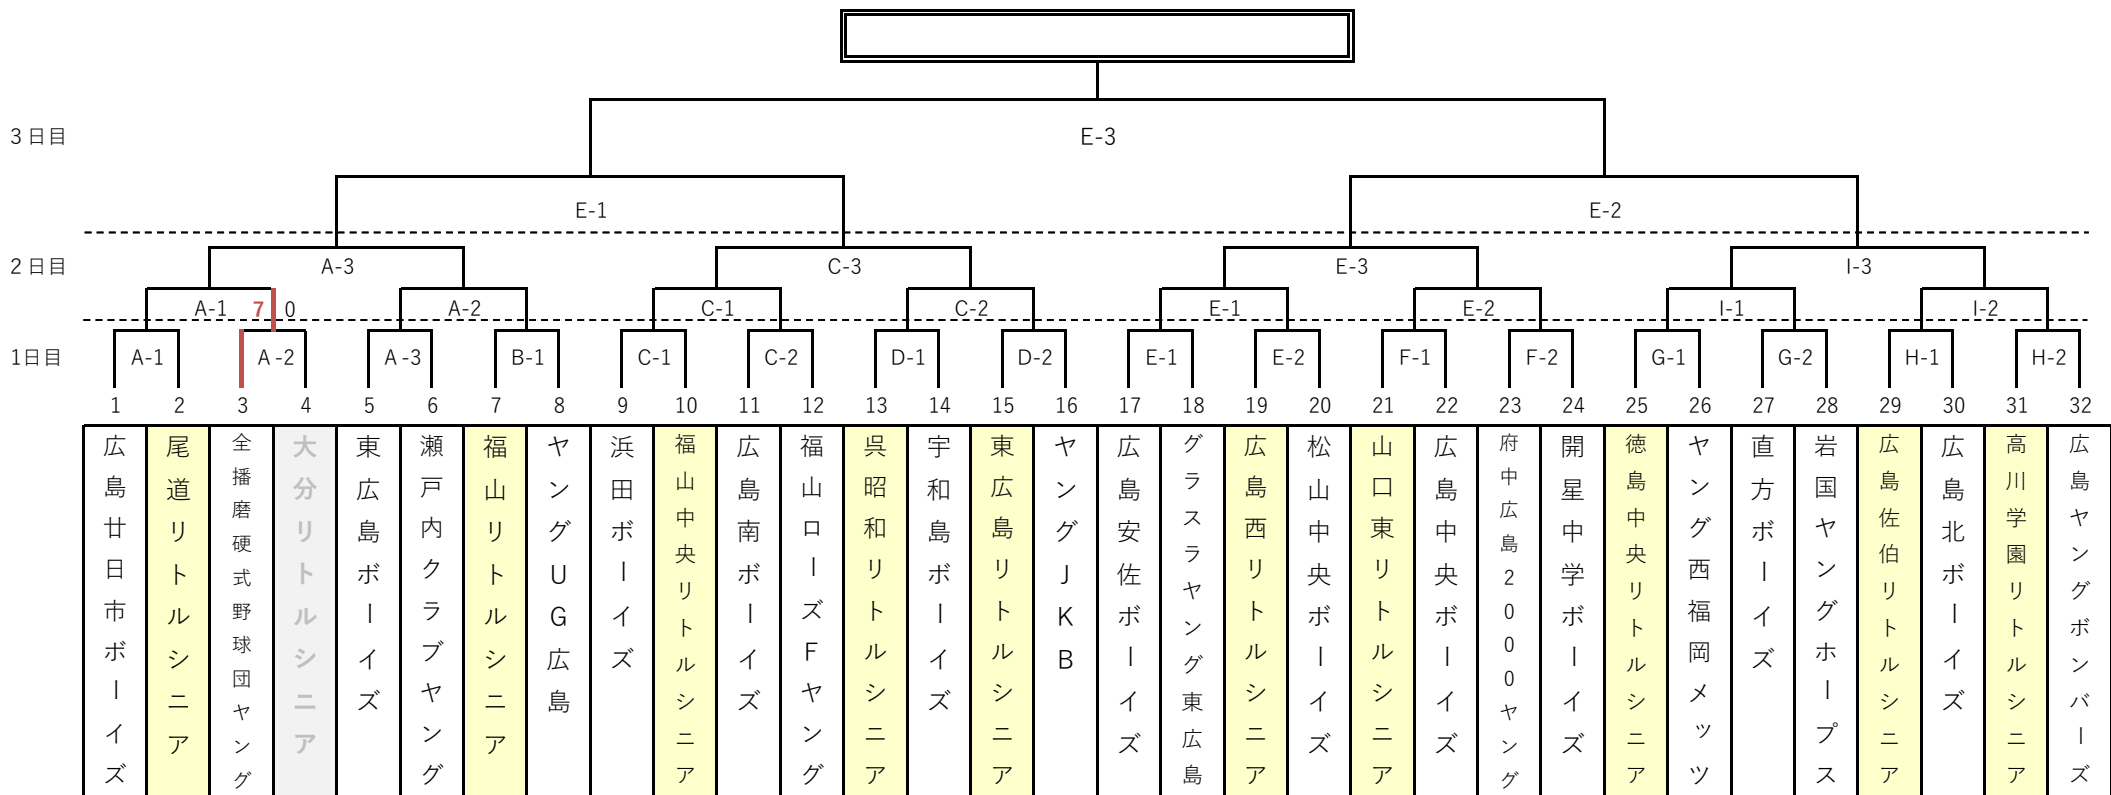 3日目
E-3
E-1
E-2
2日目
A-3
C-3
E-3
I-3
A-1
7
0
A-2
C-1
C-2
E-1
E-2
I-1
I-2
1日目
A-1
A-2
A-3
B-1
C-1
C-2
D-1
D-2
E-1
E-2
F-1
F-2
G-1
G-2
H-1
H-2
1 2 3 4 5 6 7 8 9 10 11 12 13 14 15 16 17 18 19 20 21 22 23 24 25 26 27 28 29 30 31 32
広島廿日市ボーイズ
尾道リトルシニア
全播磨硬式野球団ヤング
大分リトルシニア
東広島ボーイズ
瀬戸内クラブヤング
福山リトルシニア
ヤングUG広島
浜田ボーイズ
福山中央リトルシニア
広島南ボーイズ
福山ローズFヤング
呉昭和リトルシニア
宇和島ボーイズ
東広島リトルシニア
ヤングJKB
広島安佐ボーイズ
グラスラヤング東広島
広島西リトルシニア
松山中央ボーイズ
山口東リトルシニア
広島中央ボーイズ
府中広島2000ヤング
開星中学ボーイズ
徳島中央リトルシニア
ヤング西福岡メッツ
直方ボーイズ
岩国ヤングホープス
広島佐伯リトルシニア
広島北ボーイズ
高川学園リトルシニア
広島ヤングボンバーズ